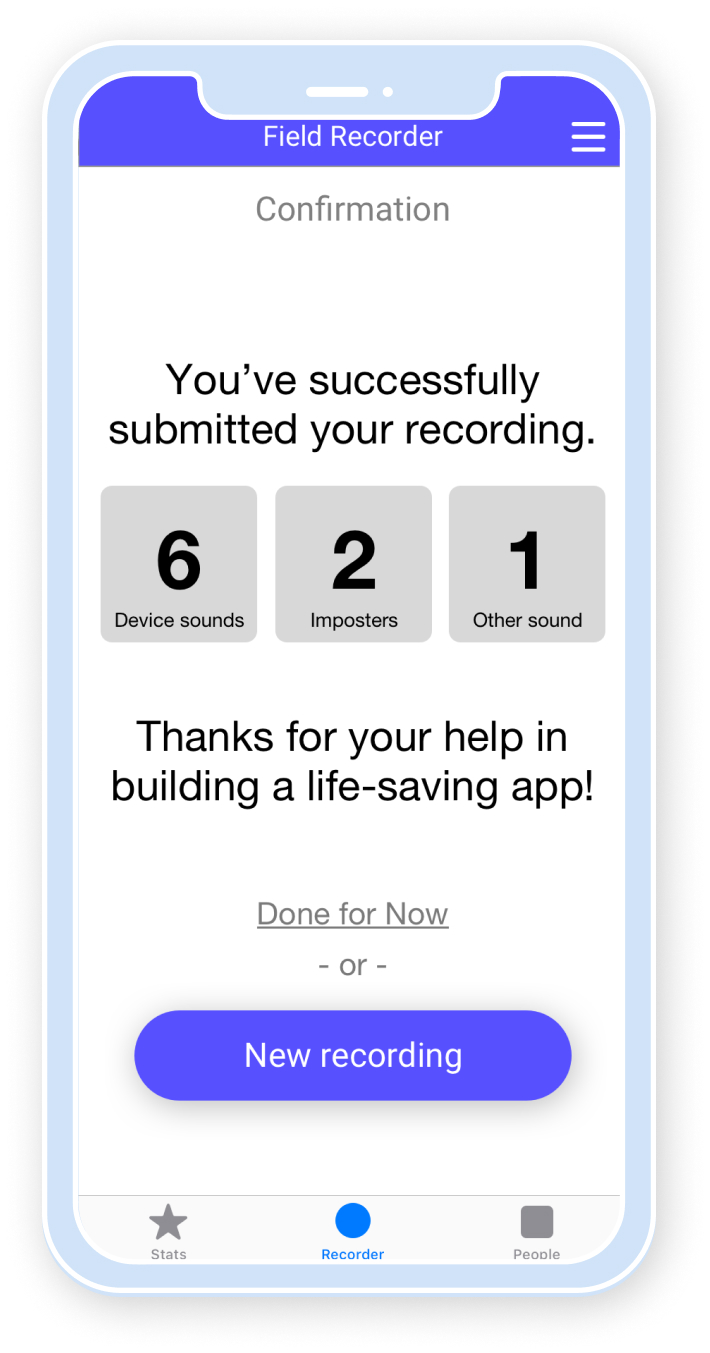 Field Recorder
Confirmation
You’ve successfully
submitted your recording.
6
Device sounds
2
Imposters
1
Other sound
Thanks for your help in
building a life-saving app!
Done for Now
- or -
New recording
Stats
Recorder
People